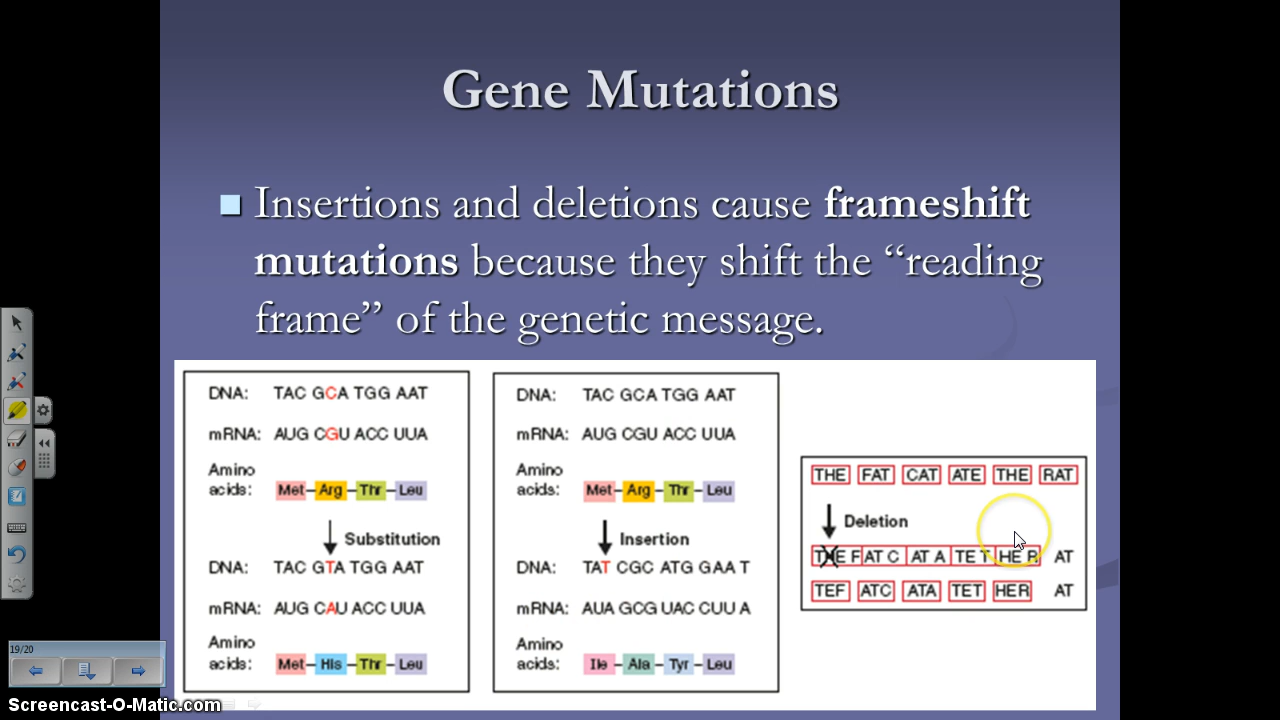 Gene Mutations
Insertions and deletions cause frameshift
mutations because they shift the “reading
frame” of the genetic message.
DNA: TAC GCA TGG AAT
mRNA: AUG CGU ACC UUA
Amino
acids: Met–Arg–Thr–Leu
Substitution
DNA: TAC GTA TGG AAT
mRNA: AUG CAU ACC UUA
Amino
acids: Met–His–Thr–Leu
DNA: TAC GCA TGG AAT
mRNA: AUG CGU ACC UUA
Amino
acids: Met–Arg–Thr–Leu
Insertion
DNA: TAT CGC ATG GAA T
mRNA: AUA GCG UAC CUU A
Amino
acids: Ile–Ala–Tyr–Leu
THE FAT CAT ATE THE RAT
Deletion
THE F ATC AT A TE T HE R AT
TEF ATC ATA TET HER AT
19/20
Screencast-O-Matic.com